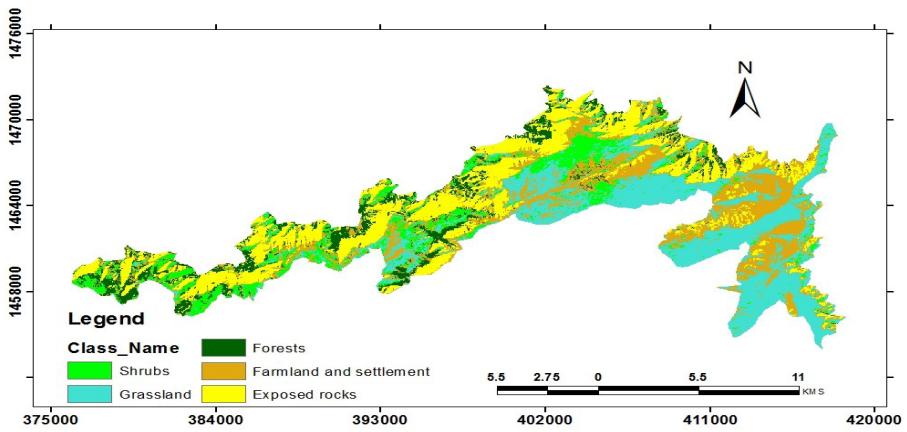 1476000
1470000
1464000
1458000
N
Legend
Class_Name
Shrubs
Grassland
Forests
Farmland and settlement
Exposed rocks
5.5 2.75 0 5.5 11
KMS
375000 384000 393000 402000 411000 420000